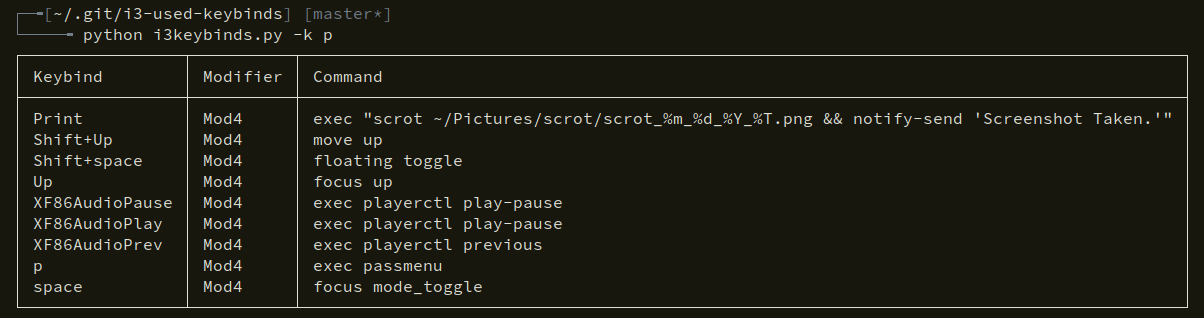 [~/.git/i3-used-keybinds] [master*]
python i3keybinds.py -k p
Keybind Modifier Command
Print Mod4 exec "scrot ~/Pictures/scrot/scrot_%m_%d_%Y_%T.png && notify-send 'Screenshot Taken.'"
Shift+Up Mod4 move up
Shift+space Mod4 floating toggle
Up Mod4 focus up
XF86AudioPause Mod4 exec playerctl play-pause
XF86AudioPlay Mod4 exec playerctl play-pause
XF86AudioPrev Mod4 exec playerctl previous
p Mod4 exec passmenu
space Mod4 focus mode_toggle